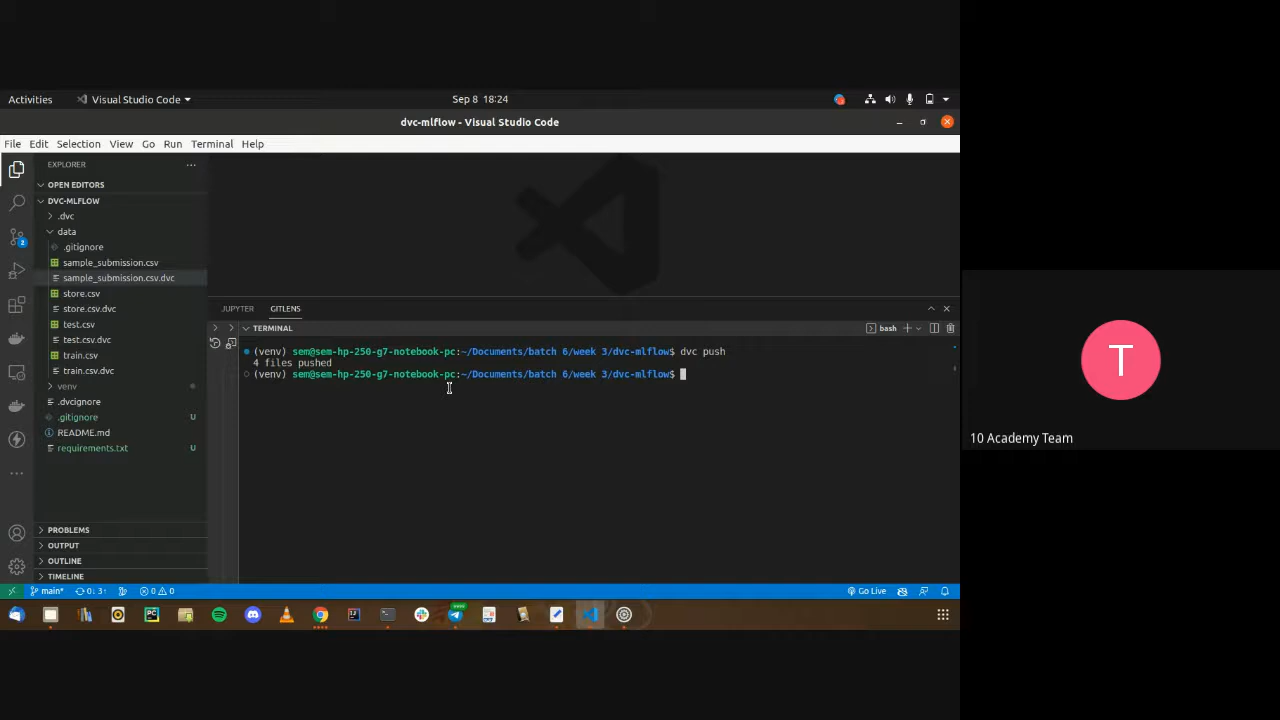 Activities
Visual Studio Code
Sep 8 18:24
dvc-mlflow - Visual Studio Code
File Edit Selection View Go Run Terminal Help
EXPLORER
OPEN EDITORS
DVC-MLFLOW
.dvc
data
.gitignore
sample_submission.csv
sample_submission.csv.dvc
store.csv
store.csv.dvc
test.csv
test.csv.dvc
train.csv
train.csv.dvc
venv
.dvcignore
.gitignore U
README.md
requirements.txt U
PROBLEMS
OUTPUT
OUTLINE
TIMELINE
2
JUPYTER GITLENS
TERMINAL
bash
(venv) sem@sem-hp-250-g7-notebook-pc:~/Documents/batch 6/week 3/dvc-mlflow$ dvc push
4 files pushed
(venv) sem@sem-hp-250-g7-notebook-pc:~/Documents/batch 6/week 3/dvc-mlflow$
main* 0↓ 3↑ 0 0
Go Live
T
10 Academy Team